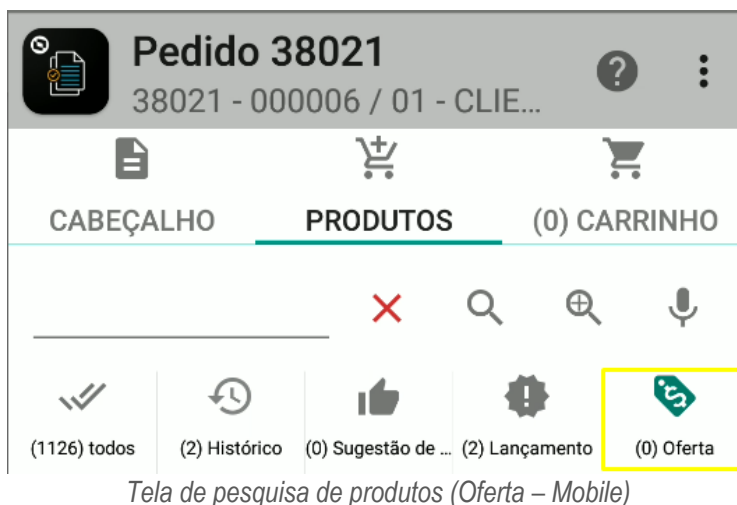 Pedido 38021
38021 - 000006 / 01 - CLIE...
CABEÇALHO PRODUTOS (0) CARRINHO
(1126) todos (2) Histórico (0) Sugestão de ... (2) Lançamento (0) Oferta
Tela de pesquisa de produtos (Oferta – Mobile)